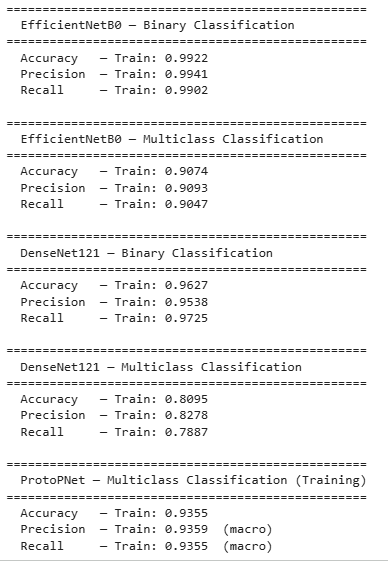 ==================================================
  EfficientNetB0 — Binary Classification
==================================================
  Accuracy   — Train: 0.9922
  Precision  — Train: 0.9941
  Recall     — Train: 0.9902

==================================================
  EfficientNetB0 — Multiclass Classification
==================================================
  Accuracy   — Train: 0.9074
  Precision  — Train: 0.9093
  Recall     — Train: 0.9047

==================================================
  DenseNet121 — Binary Classification
==================================================
  Accuracy   — Train: 0.9627
  Precision  — Train: 0.9538
  Recall     — Train: 0.9725

==================================================
  DenseNet121 — Multiclass Classification
==================================================
  Accuracy   — Train: 0.8095
  Precision  — Train: 0.8278
  Recall     — Train: 0.7887

==================================================
  ProtoPNet — Multiclass Classification (Training)
==================================================
  Accuracy   — Train: 0.9355
  Precision  — Train: 0.9359  (macro)
  Recall     — Train: 0.9355  (macro)